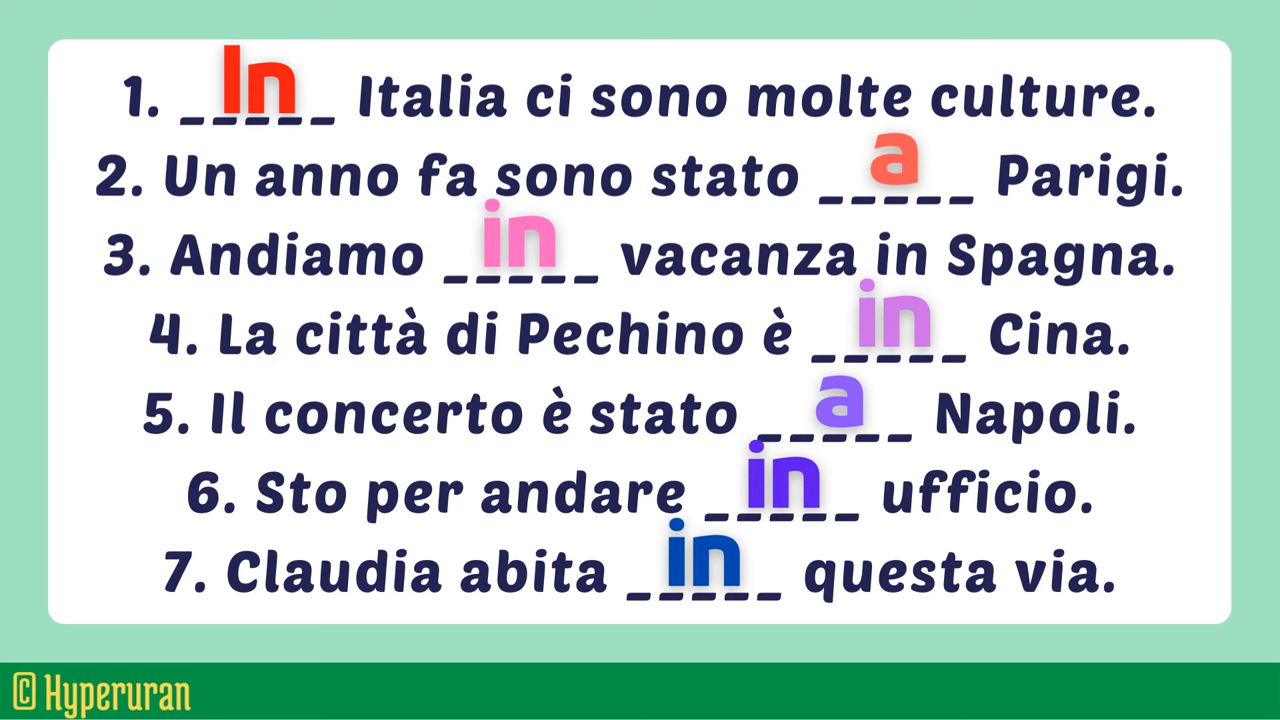 1. In Italia ci sono molte culture.
2. Un anno fa sono stato a Parigi.
3. Andiamo in vacanza in Spagna.
4. La città di Pechino è in Cina.
5. Il concerto è stato a Napoli.
6. Sto per andare in ufficio.
7. Claudia abita in questa via.
© Hyperuran